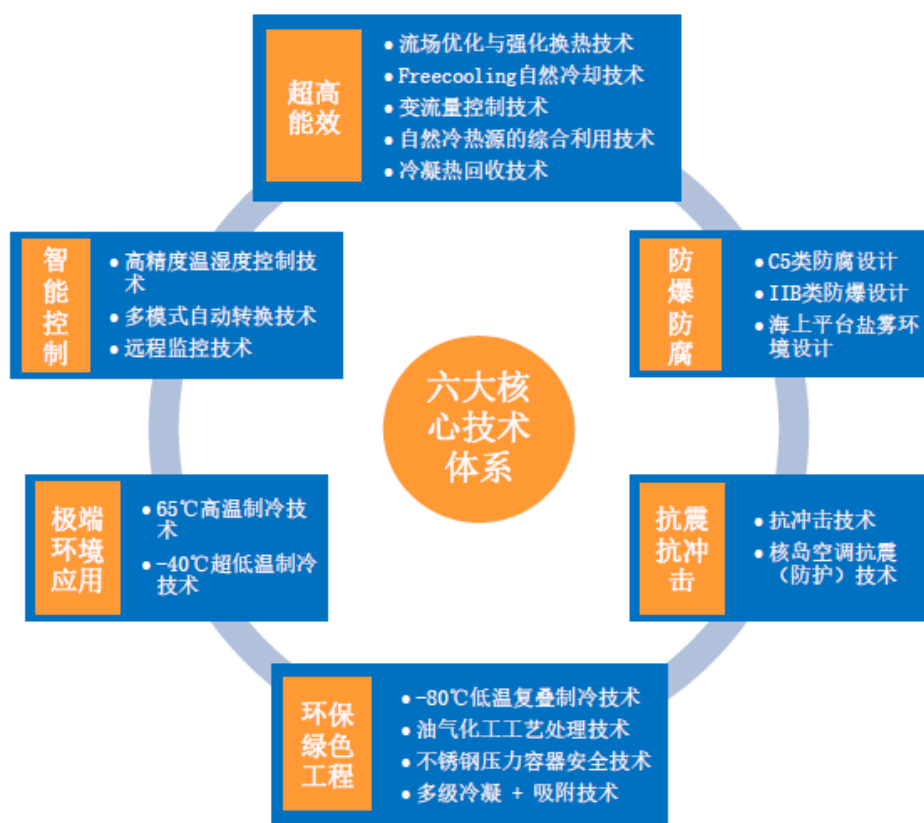 超高
能效
• 流场优化与强化换热技术
• Freecooling自然冷却技术
• 变流量控制技术
• 自然冷热源的综合利用技术
• 冷凝热回收技术
智
能
控
制
• 高精度温湿度控制技
术
• 多模式自动转换技术
• 远程监控技术
防
爆
防
腐
• C5类防腐设计
• IIB类防爆设计
• 海上平台盐雾环
境设计
六大核
心技术
体系
极端
环境
应用
• 65℃高温制冷技
术
• -40℃超低温制冷
技术
抗震
抗冲
击
• 抗冲击技术
• 核岛空调抗震
（防护）技术
环保
绿色
工程
• -80℃低温复叠制冷技术
• 油气化工工艺处理技术
• 不锈钢压力容器安全技术
• 多级冷凝 + 吸附技术